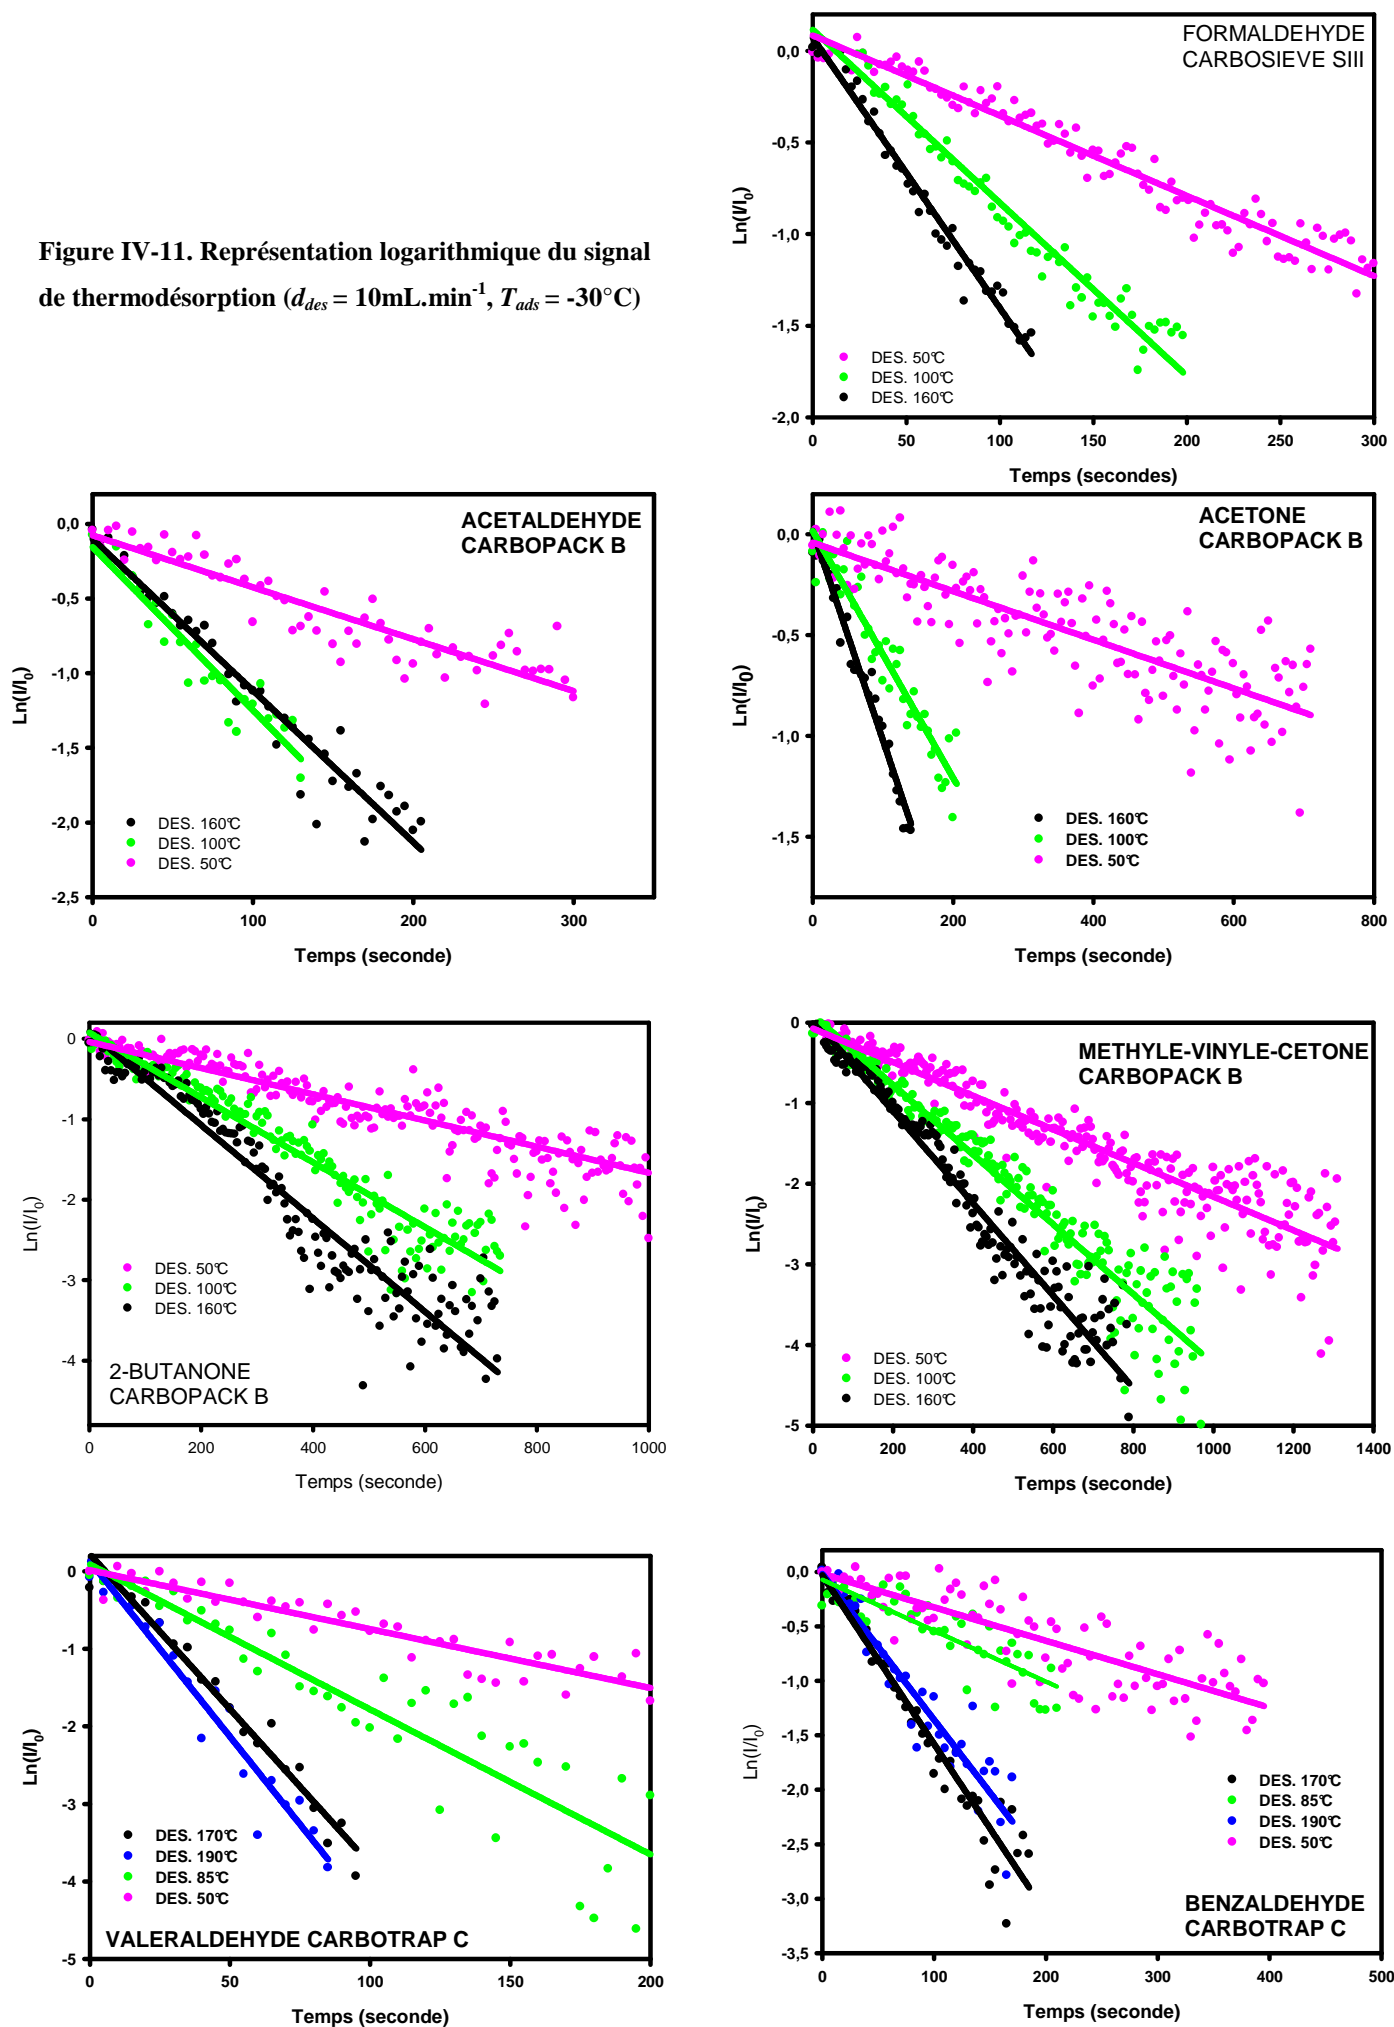 Figure IV-11. Représentation logarithmique du signal
de thermodésorption (d_des = 10mL.min⁻¹, T_ads = -30°C)
FORMALDEHYDE
CARBOSIEVE SIII
Ln(I/I₀)
0,0
-0,5
-1,0
-1,5
-2,0
DES. 50°C
DES. 100°C
DES. 160°C
0 50 100 150 200 250 300
Temps (secondes)
ACETALDEHYDE
CARBOPACK B
Ln(I/I₀)
0,0
-0,5
-1,0
-1,5
-2,0
-2,5
DES. 160°C
DES. 100°C
DES. 50°C
0 100 200 300
Temps (seconde)
ACETONE
CARBOPACK B
Ln(I/I0)
0,0
-0,5
-1,0
-1,5
DES. 160°C
DES. 100°C
DES. 50°C
0 200 400 600 800
Temps (seconde)
Ln(I/I₀)
0
-1
-2
-3
-4
DES. 50°C
DES. 100°C
DES. 160°C
2-BUTANONE
CARBOPACK B
0 200 400 600 800 1000
Temps (seconde)
METHYLE-VINYLE-CETONE
CARBOPACK B
Ln(I/I₀)
0
-1
-2
-3
-4
-5
DES. 50°C
DES. 100°C
DES. 160°C
0 200 400 600 800 1000 1200 1400
Temps (seconde)
Ln(I/I₀)
0
-1
-2
-3
-4
-5
DES. 170°C
DES. 190°C
DES. 85°C
DES. 50°C
VALERALDEHYDE CARBOTRAP C
0 50 100 150 200
Temps (seconde)
Ln(I/I₀)
0,0
-0,5
-1,0
-1,5
-2,0
-2,5
-3,0
-3,5
DES. 170°C
DES. 85°C
DES. 190°C
DES. 50°C
BENZALDEHYDE
CARBOTRAP C
0 100 200 300 400 500
Temps (seconde)